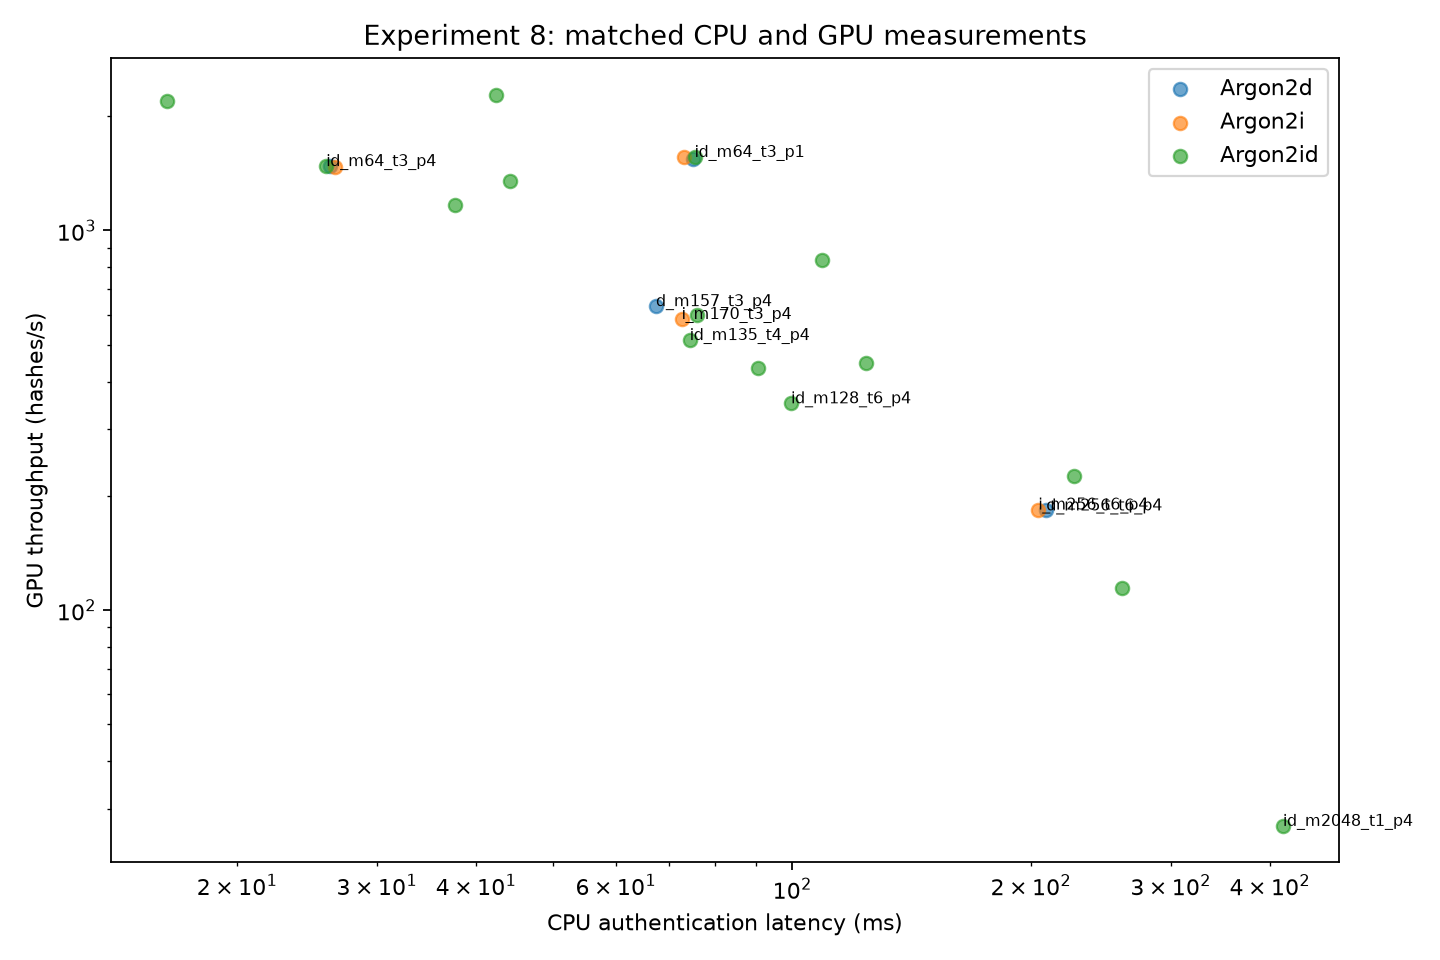 Experiment 8: matched CPU and GPU measurements
Argon2d
Argon2i
Argon2id
id_m64_t3_p4
id_m64_t3_p1
10³
d_m157_t3_p4
i_m170_t3_p4
id_m135_t4_p4
id_m128_t6_p4
i_m256_t6_p4
d_m256_t6_p4
10²
id_m2048_t1_p4
GPU throughput (hashes/s)
2 × 10¹
3 × 10¹
4 × 10¹
6 × 10¹
10²
2 × 10²
3 × 10²
4 × 10²
CPU authentication latency (ms)